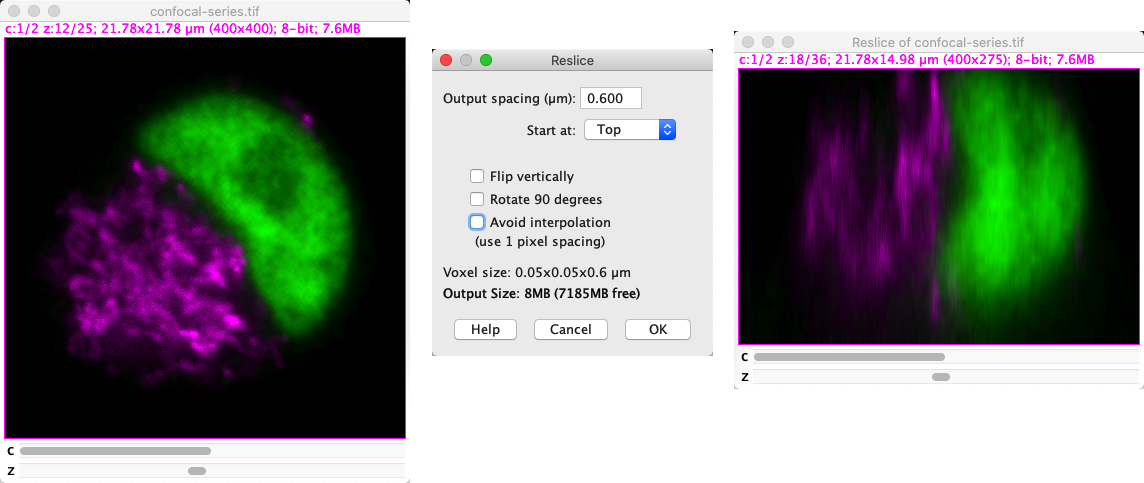 confocal-series.tif
c:1/2 z:12/25; 21.78x21.78 µm (400x400); 8-bit; 7.6MB
c
z
Reslice
Output spacing (µm): 0.600
Start at: Top
Flip vertically
Rotate 90 degrees
Avoid interpolation
(use 1 pixel spacing)
Voxel size: 0.05x0.05x0.6 µm
Output Size: 8MB (7185MB free)
Help Cancel OK
Reslice of confocal-series.tif
c:1/2 z:18/36; 21.78x14.98 µm (400x275); 8-bit; 7.6MB
c
z